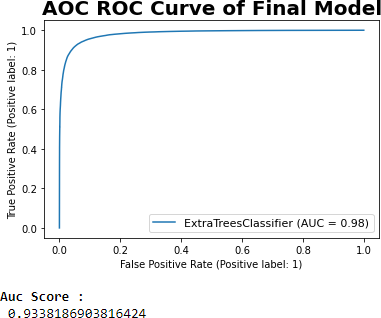 AOC ROC Curve of Final Model
1.0
0.8
0.6
0.4
0.2
0.0
True Positive Rate (Positive label: 1)
ExtraTreesClassifier (AUC = 0.98)
0.0 0.2 0.4 0.6 0.8 1.0
False Positive Rate (Positive label: 1)
Auc Score :
0.9338186903816424